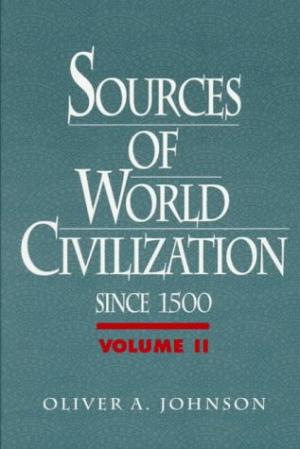 SOURCES
OF
WORLD
CIVILIZATION
SINCE 1500
VOLUME II
OLIVER A. JOHNSON